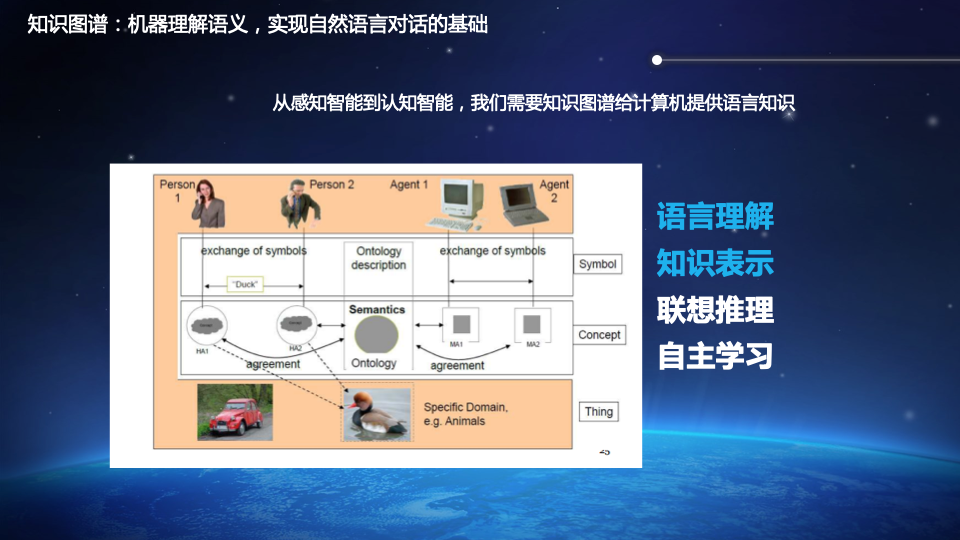 知识图谱：机器理解语义，实现自然语言对话的基础
从感知智能到认知智能，我们需要知识图谱给计算机提供语言知识
Person 1
Person 2
Agent 1
Agent 2
exchange of symbols
Ontology description
exchange of symbols
Symbol
"Duck"
Semantics
Concept
HA1
HA2
MA1
MA2
agreement
Ontology
agreement
Specific Domain,
e.g. Animals
Thing
语言理解
知识表示
联想推理
自主学习